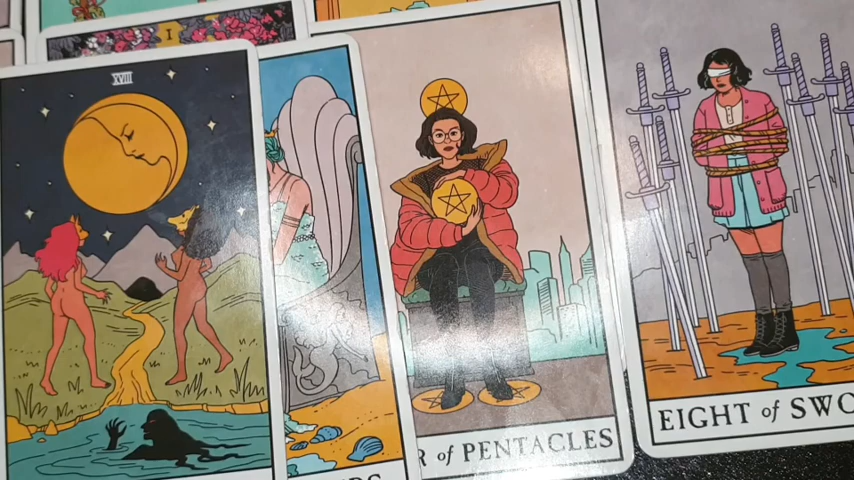 I
XVIII
R of PENTACLES
EIGHT of SWO